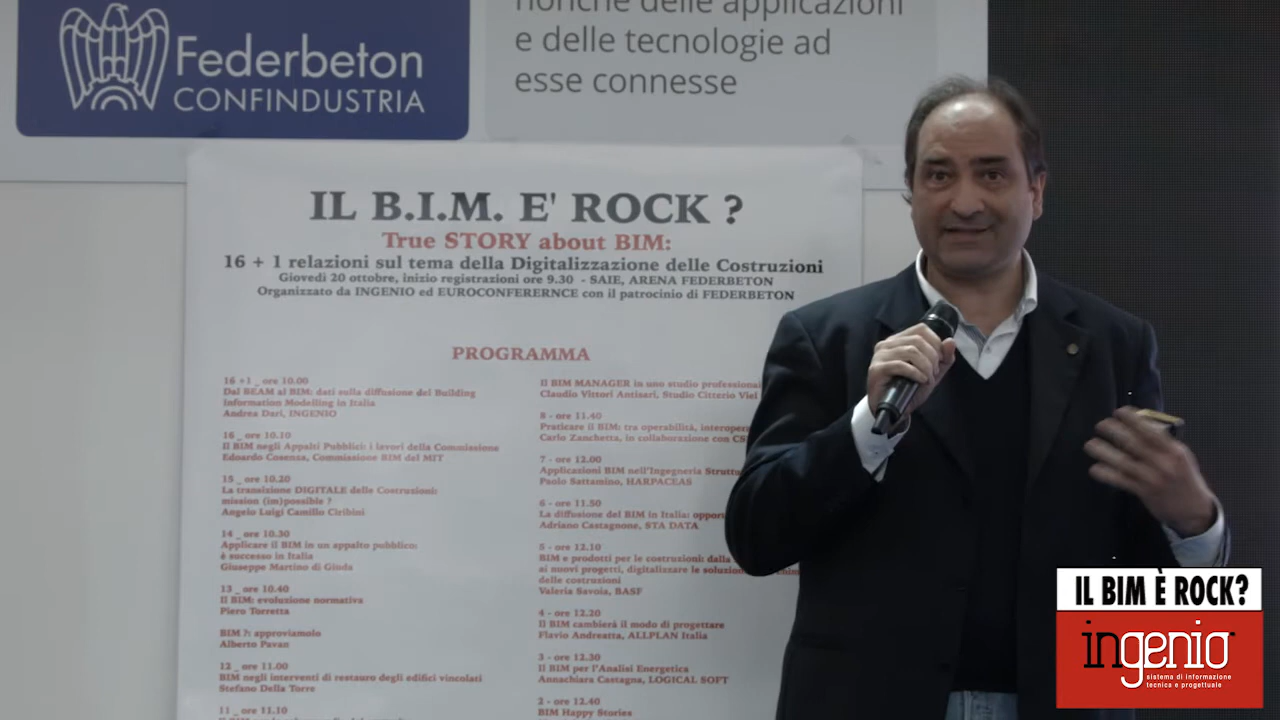 Federbeton
CONFINDUSTRIA
nonché delle applicazioni
e delle tecnologie ad
esse connesse
IL B.I.M. E' ROCK ?
True STORY about BIM:
16 + 1 relazioni sul tema della Digitalizzazione delle Costruzioni
Giovedì 20 ottobre, inizio registrazioni ore 9.30 - SAIE, ARENA FEDERBETON
Organizzato da INGENIO ed EUROCONFERERNCE con il patrocinio di FEDERBETON
PROGRAMMA
16 +1 _ ore 10.00
Dal BEAM al BIM: dati sulla diffusione del Building
Information Modelling in Italia
Andrea Dari, INGENIO
16 _ ore 10.10
Il BIM negli Appalti Pubblici: i lavori della Commissione
Edoardo Cosenza, Commissione BIM del MIT
15 _ ore 10.20
La transizione DIGITALE delle Costruzioni:
mission (im)possible ?
Angelo Luigi Camillo Ciribini
14 _ ore 10.30
Applicare il BIM in un appalto pubblico:
è successo in Italia
Giuseppe Martino di Giuda
13 _ ore 10.40
Il BIM: evoluzione normativa
Piero Torretta
BIM ?: approviamolo
Alberto Pavan
12 _ ore 11.00
BIM negli interventi di restauro degli edifici vincolati
Stefano Della Torre
11 _ ore 11.10
Il BIM MANAGER in uno studio professional
Claudio Vittori Antisari, Studio Citterio Viel
8 - ore 11.40
Praticare il BIM: tra operabilità, interoper
Carlo Zanchetta, in collaborazione con CS
7 - ore 12.00
Applicazioni BIM nell'Ingegneria Struttu
Paolo Sattamino, HARPACEAS
6 - ore 11.50
La diffusione del BIM in Italia: opport
Adriano Castagnone, STA DATA
5 - ore 12.10
BIM e prodotti per le costruzioni: dalla
ai nuovi progetti, digitalizzare le soluzion
delle costruzioni
Valeria Savoia, BASF
4 - ore 12.20
Il BIM cambierà il modo di progettare
Flavio Andreatta, ALLPLAN Italia
3 - ore 12.30
Il BIM per l'Analisi Energetica
Annachiara Castagna, LOGICAL SOFT
2 - ore 12.40
BIM Happy Stories
IL BIM È ROCK?
ingenio
sistema di informazione
tecnica e progettuale